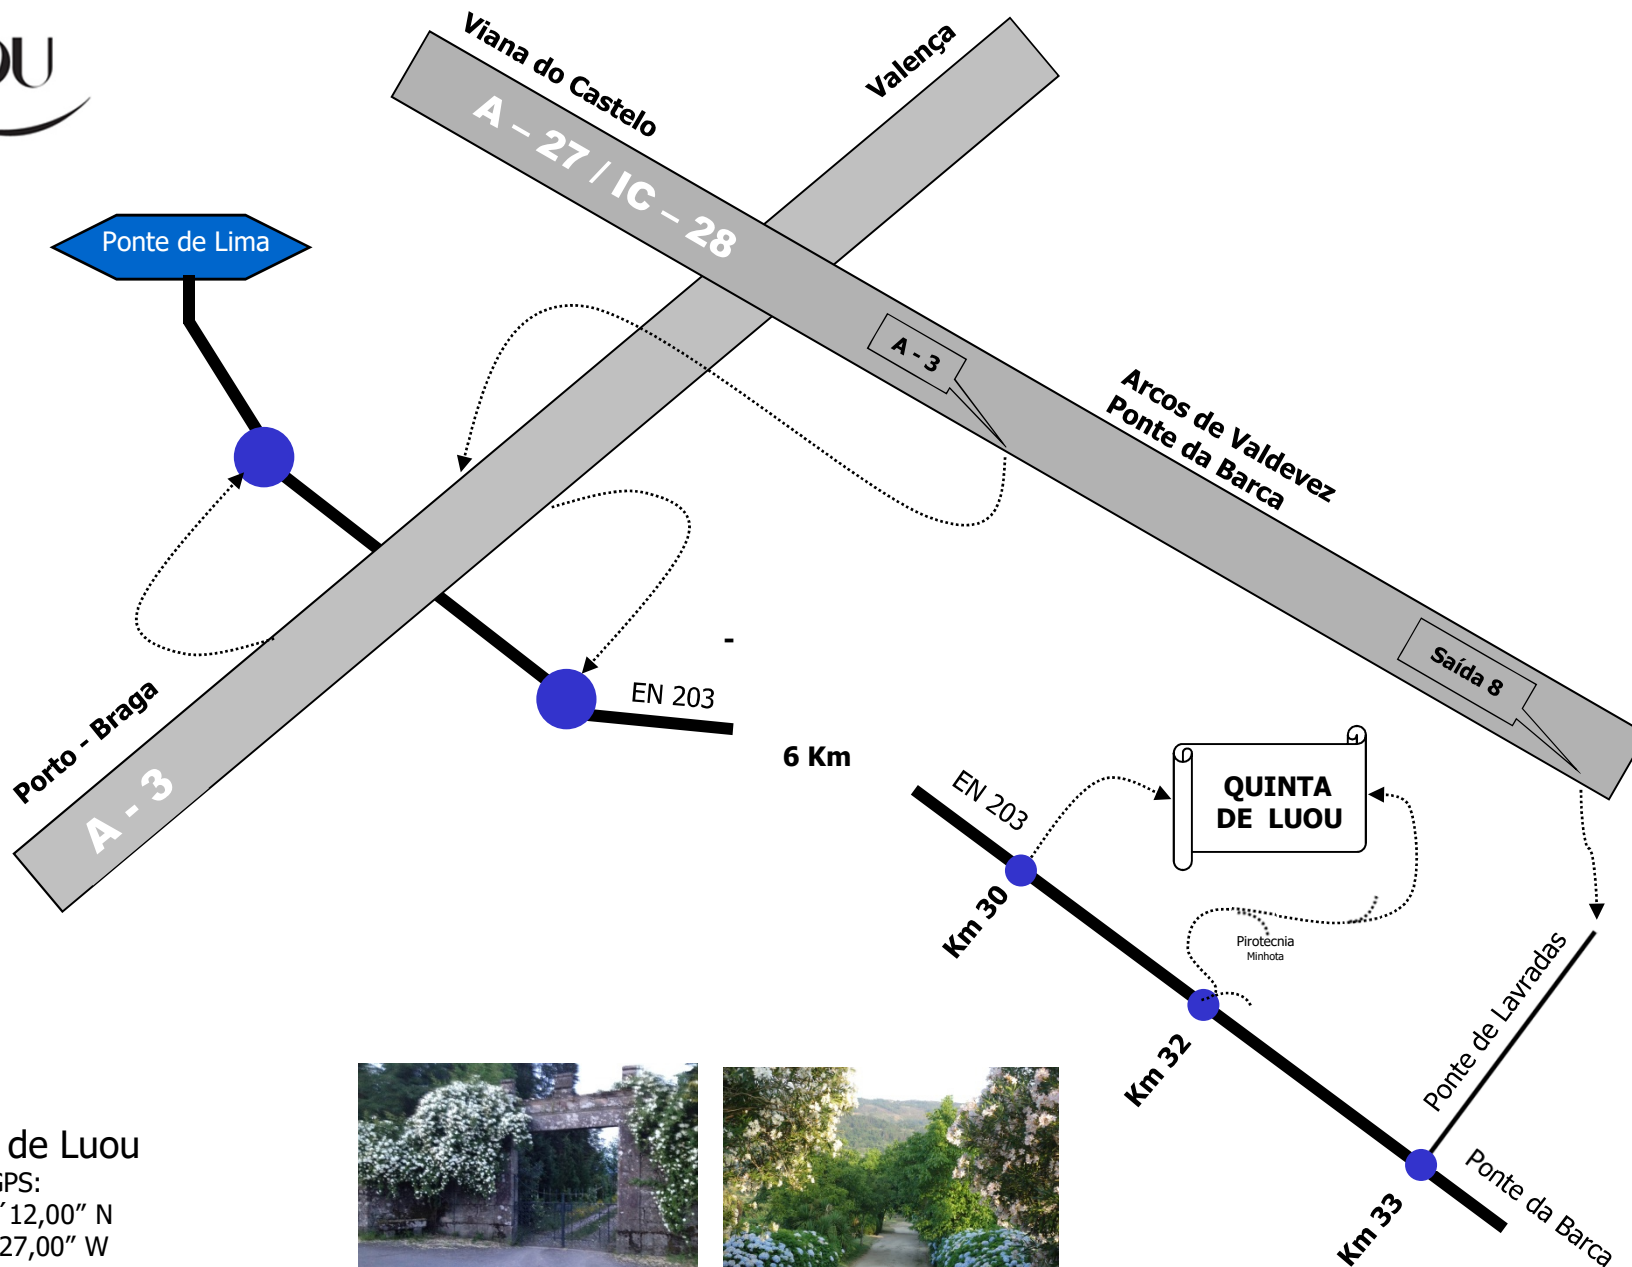 Viana do Castelo
Valença
A – 27 / IC – 28
Ponte de Lima
A - 3
Arcos de Valdevez
Ponte da Barca
Saída 8
-
EN 203
Porto - Braga
A - 3
6 Km
EN 203
QUINTA
DE LUOU
Km 30
Pirotecnia
Minhota
Ponte de Lavradas
Km 32
Km 33
Ponte da Barca
de Luou
GPS:
12,00” N
27,00” W